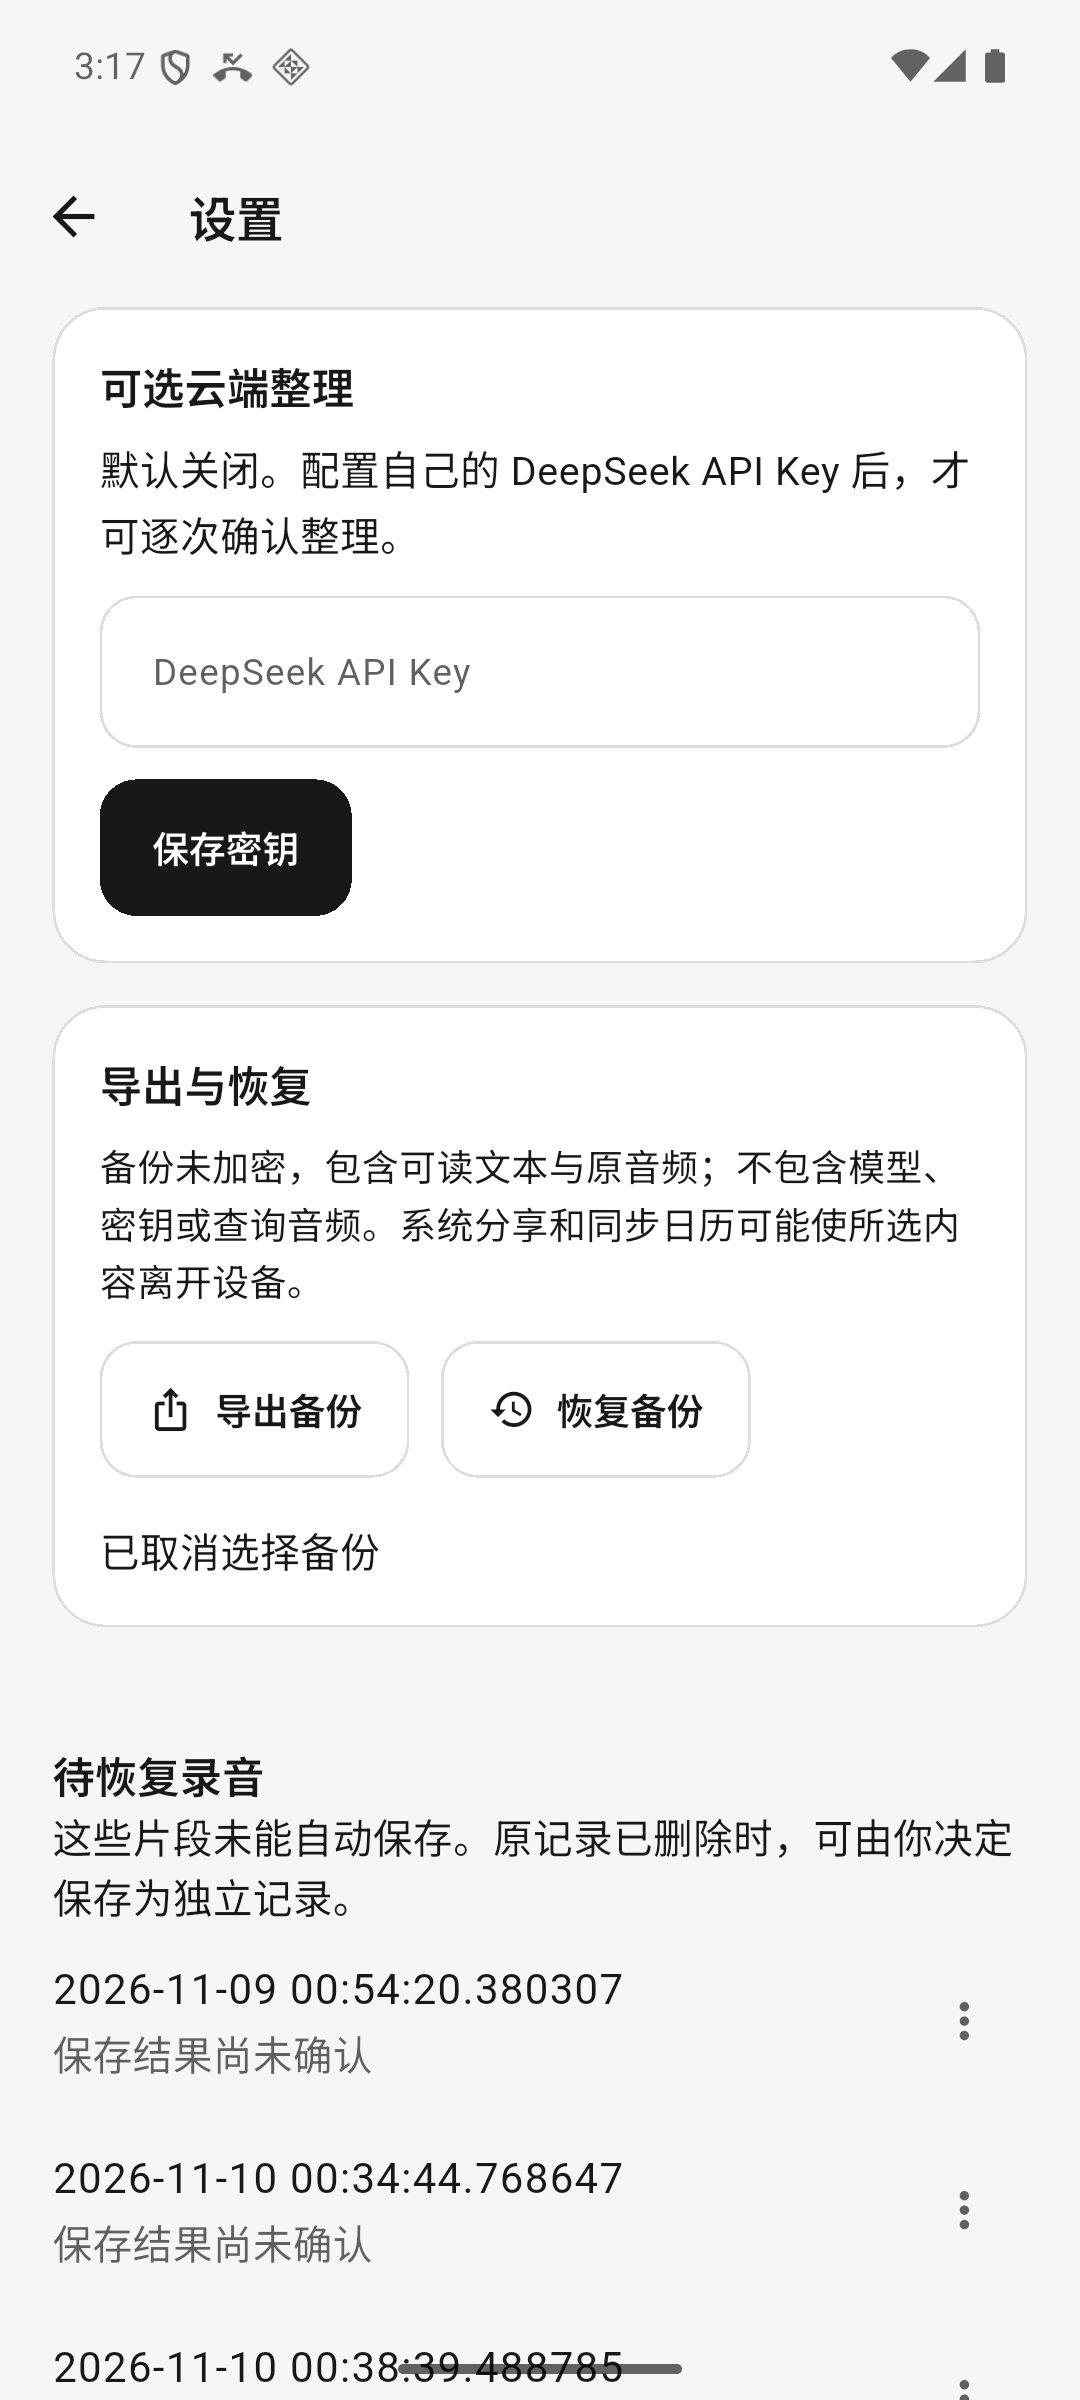 3:17
设置
可选云端整理
默认关闭。配置自己的 DeepSeek API Key 后，才
可逐次确认整理。
DeepSeek API Key
保存密钥
导出与恢复
备份未加密，包含可读文本与原音频；不包含模型、
密钥或查询音频。系统分享和同步日历可能使所选内
容离开设备。
导出备份
恢复备份
已取消选择备份
待恢复录音
这些片段未能自动保存。原记录已删除时，可由你决定
保存为独立记录。
2026-11-09 00:54:20.380307
保存结果尚未确认
2026-11-10 00:34:44.768647
保存结果尚未确认
2026-11-10 00:38:39.488785